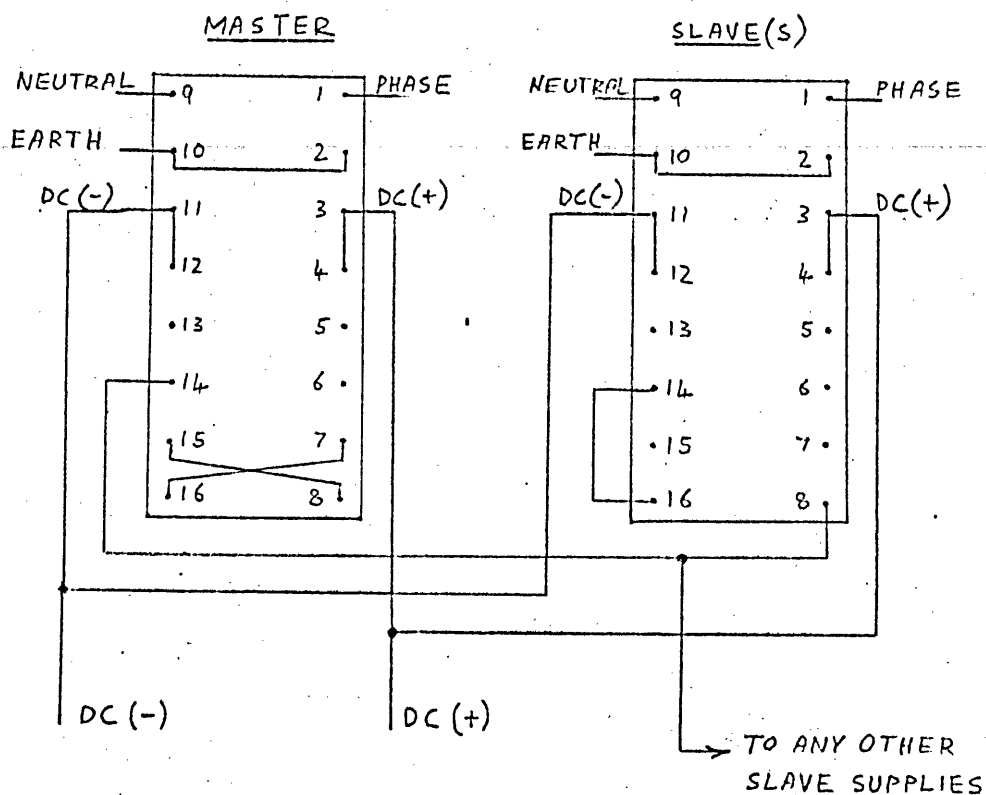 MASTER
SLAVE(S)
NEUTRAL 9 1 PHASE
EARTH 10 2
DC(-) 11 3 DC(+)
12 4
13 5
14 6
15 7
16 8
NEUTRAL 9 1 PHASE
EARTH 10 2
DC(-) 11 3 DC(+)
12 4
13 5
14 6
15 7
16 8
DC(-)
DC(+)
TO ANY OTHER
SLAVE SUPPLIES